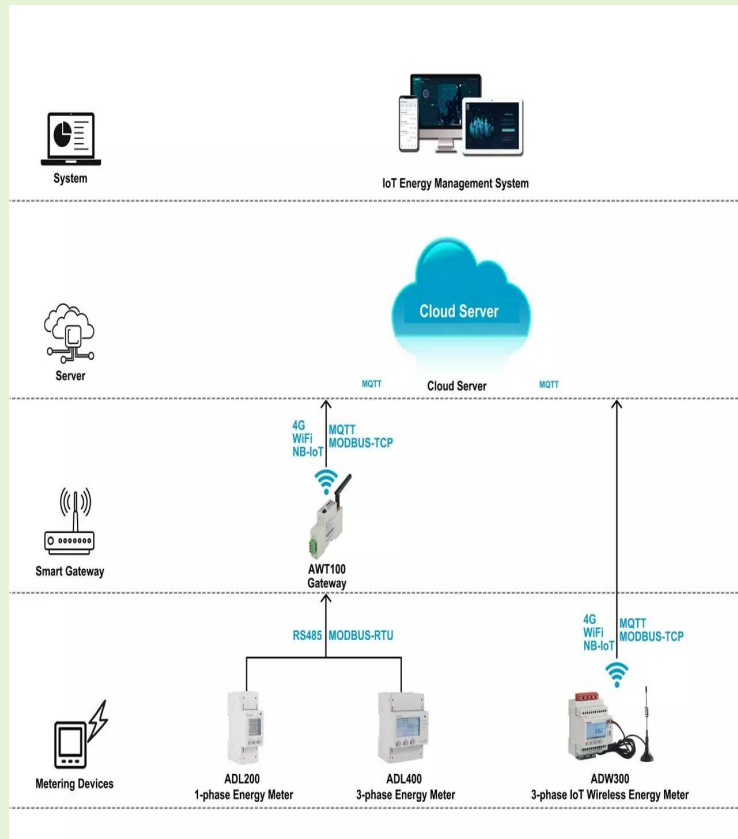 System
IoT Energy Management System
Cloud Server
Server
MQTT
Cloud Server
MQTT
4G
WiFi
NB-IoT
MQTT
MODBUS-TCP
Smart Gateway
AWT100
Gateway
RS485
MODBUS-RTU
4G
WiFi
NB-IoT
MQTT
MODBUS-TCP
Metering Devices
ADL200
1-phase Energy Meter
ADL400
3-phase Energy Meter
ADW300
3-phase IoT Wireless Energy Meter